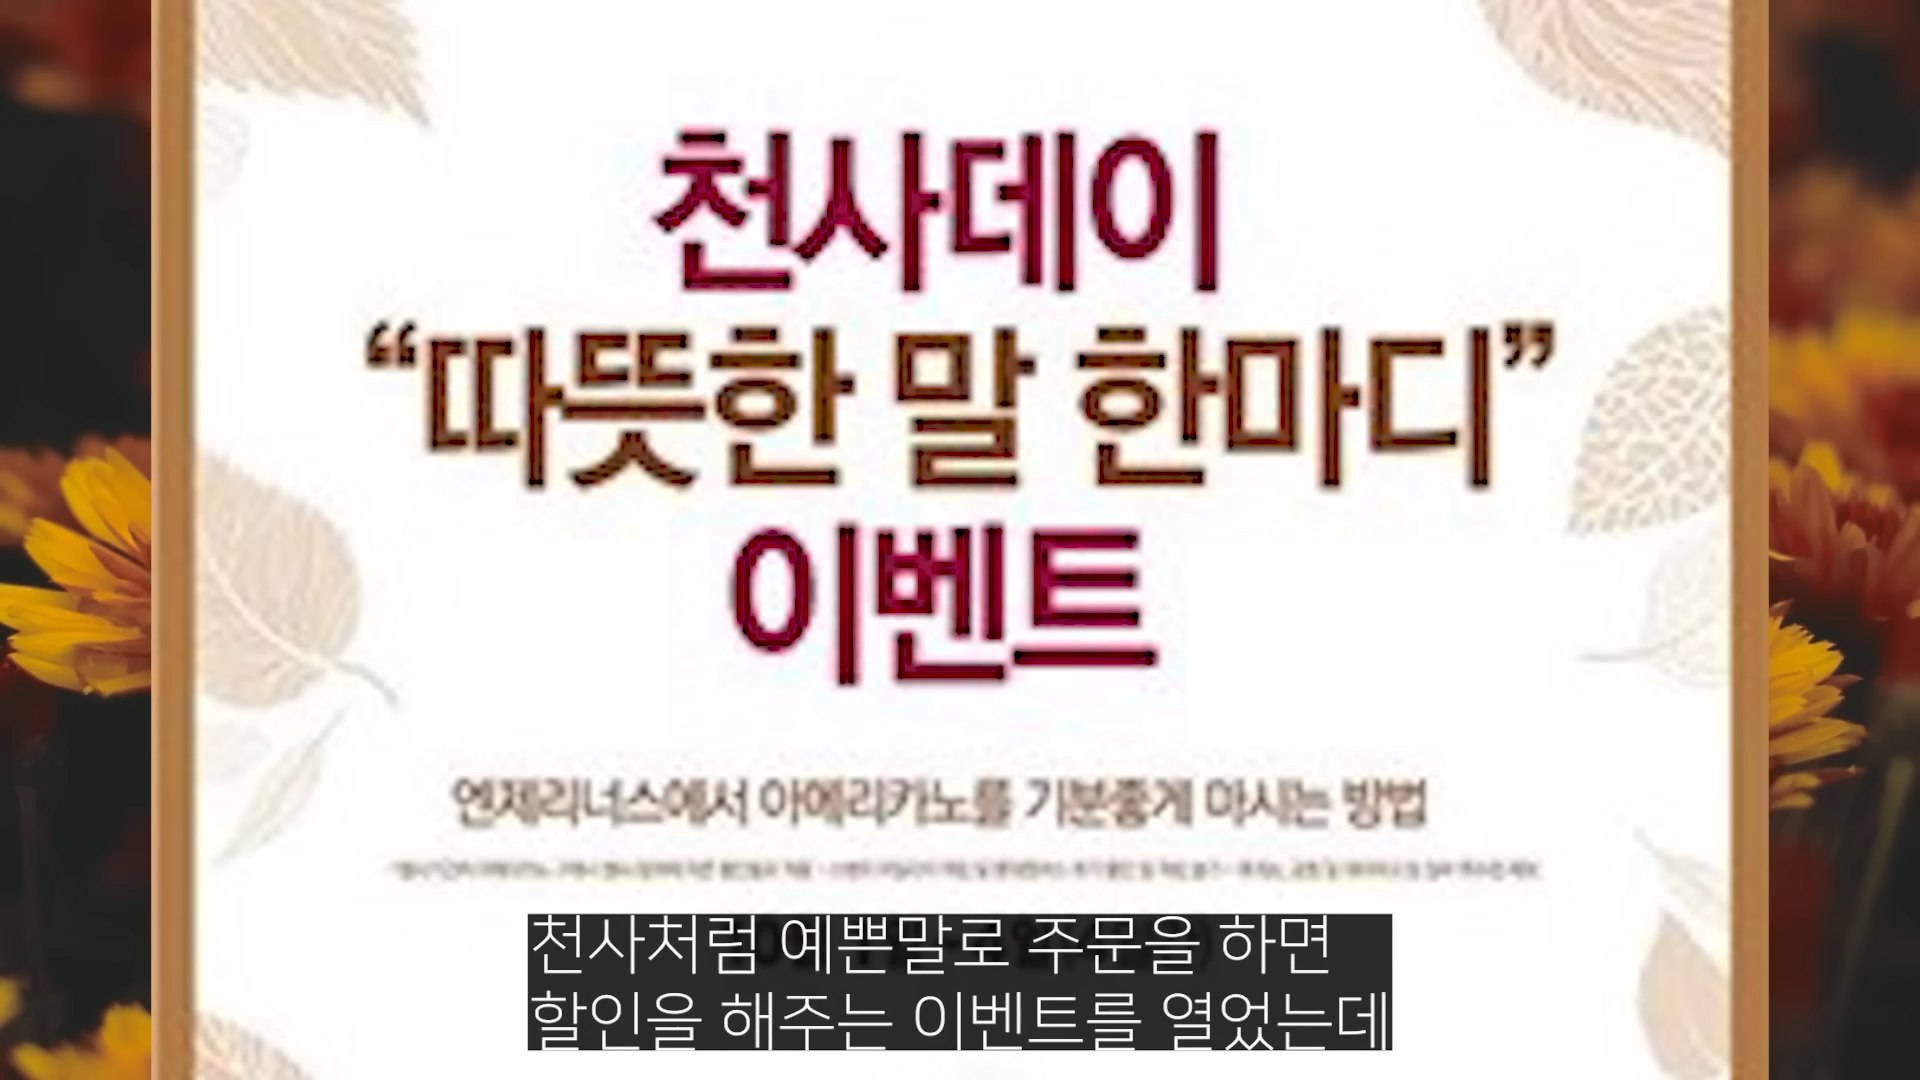 천사데이
“따뜻한 말 한마디”
이벤트
엔제리너스에서 아메리카노를 기분좋게 마시는 방법
천사처럼 예쁜말로 주문을 하면
할인을 해주는 이벤트를 열었는데